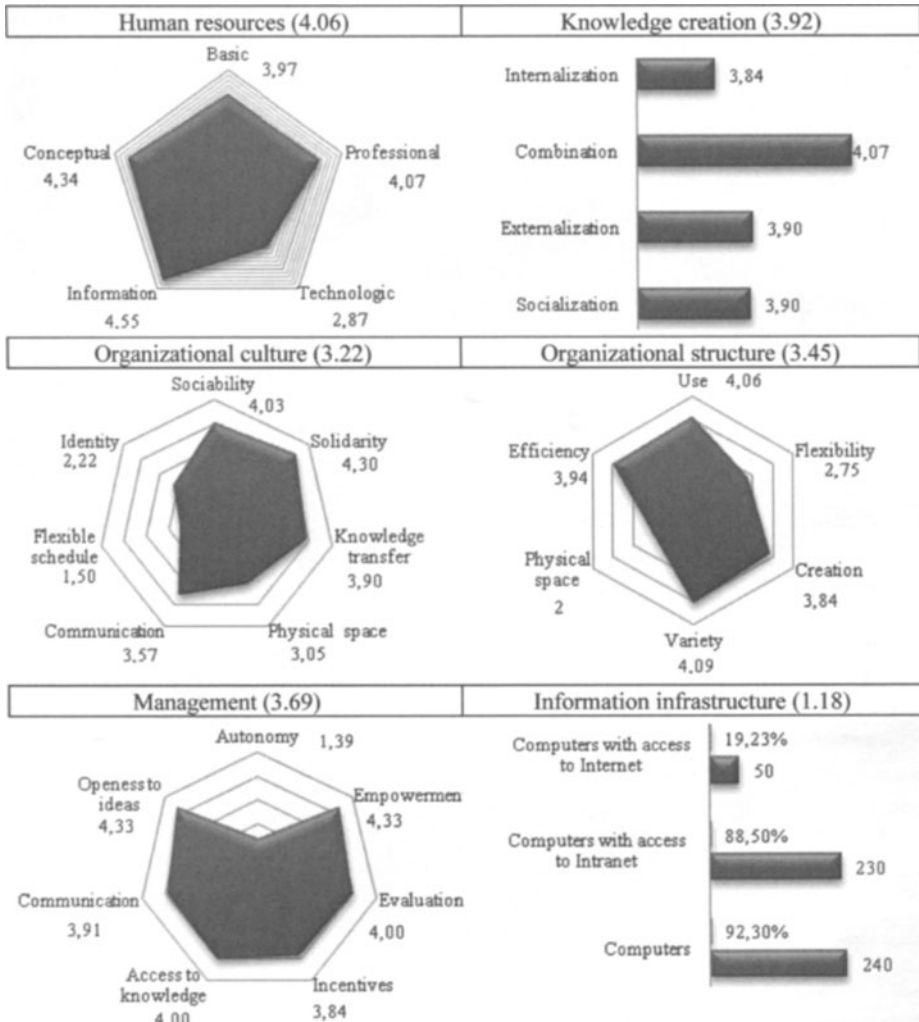 Human resources (4.06)
Basic
3,97
Conceptual
4,34
Professional
4,07
Information
4,55
Technologic
2,87
Knowledge creation (3.92)
Internalization
3,84
Combination
4,07
Externalization
3,90
Socialization
3,90
Organizational culture (3.22)
Sociability
4,03
Identity
2,22
Solidarity
4,30
Flexible
schedule
1,50
Knowledge
transfer
3,90
Communication
3,57
Physical space
3,05
Organizational structure (3.45)
Use 4,06
Efficiency
3,94
Flexibility
2,75
Physical
space
2
Creation
3,84
Variety
4,09
Management (3.69)
Autonomy 1,39
Openess to
ideas
4,33
Empowermen
4,33
Communication
3,91
Evaluation
4,00
Access to
knowledge
4,00
Incentives
3,84
Information infrastructure (1.18)
Computers with access
to Internet
19,23%
50
Computers with access
to Intranet
88,50%
230
Computers
92,30%
240